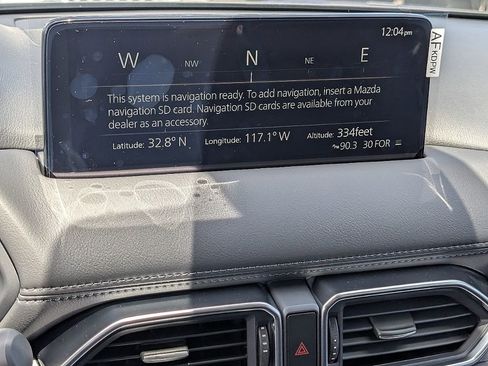 12:04pm
W NW N NE E
This system is navigation ready. To add navigation, insert a Mazda
navigation SD card. Navigation SD cards are available from your
dealer as an accessory.
Latitude: 32.8° N Longitude: 117.1° W Altitude: 334feet
90.3 30 FOR
AFKDPW